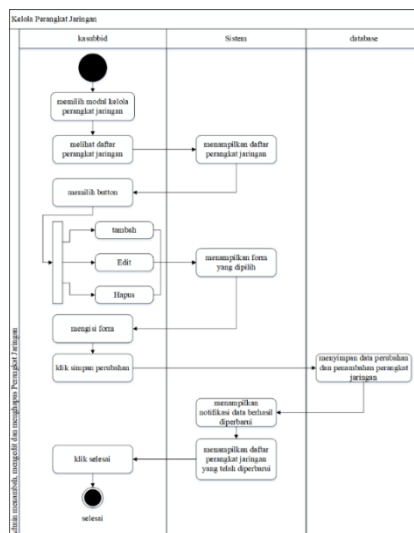 Kelola Perangkat Jaringan
kasubbid
Sistem
database
memilih modul kelola
perangkat jaringan
melihat daftar
perangkat jaringan
menampilkan daftar
perangkat jaringan
memilih button
tambah
Edit
Hapus
menampilkan form
yang dipilih
mengisi form
klik simpan perubahan
menyimpan data perubahan
dan penambahan perangkat
jaringan
menampilkan
notifikasi data berhasil
diperbarui
menampilkan daftar
perangkat jaringan
yang telah diperbarui
klik selesai
selesai
admin menambah, mengedit dan menghapus Perangkat Jaringan